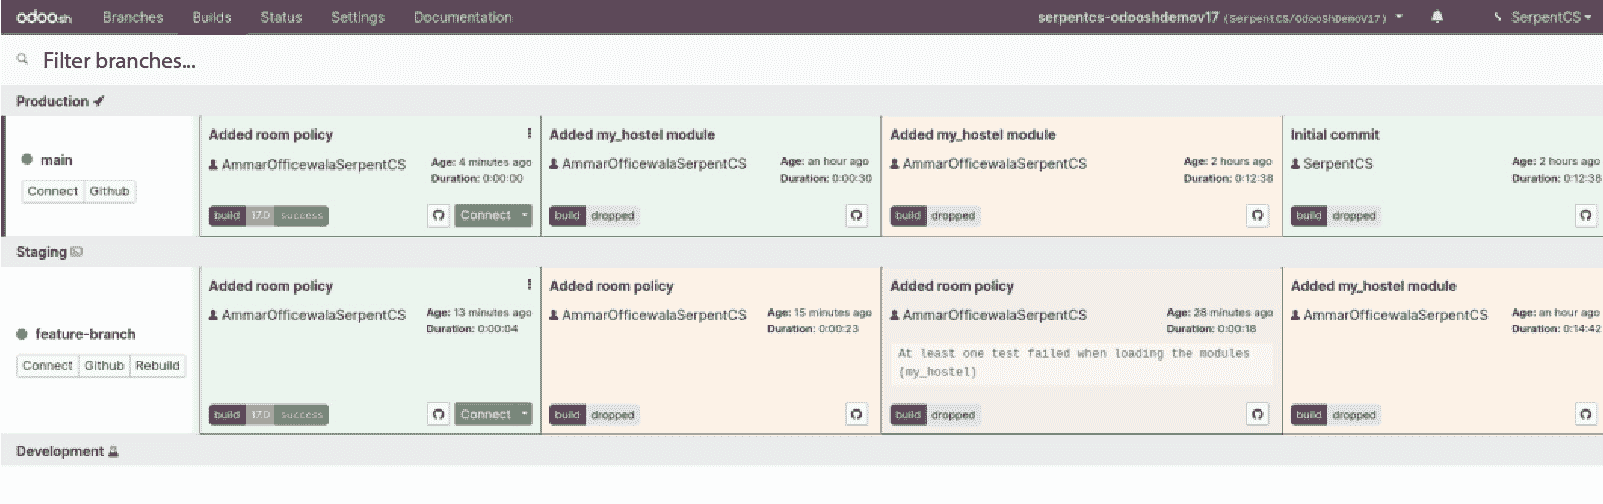 odoo.sh Branches Builds Status Settings Documentation serpentcs-odooshdemov17 (SerpentCS/OdooShDemoV17) SerpentCS
Filter branches...
Production
main
Connect Github
Added room policy
AmmarOfficewalaSerpentCS
Age: 4 minutes ago
Duration: 0:00:00
build 17.0 success
Connect
Added my_hostel module
AmmarOfficewalaSerpentCS
Age: an hour ago
Duration: 0:00:30
build dropped
Added my_hostel module
AmmarOfficewalaSerpentCS
Age: 2 hours ago
Duration: 0:12:38
build dropped
Initial commit
SerpentCS
Age: 2 hours ago
Duration: 0:12:38
build dropped
Staging
feature-branch
Connect Github Rebuild
Added room policy
AmmarOfficewalaSerpentCS
Age: 13 minutes ago
Duration: 0:00:04
build 17.0 success
Connect
Added room policy
AmmarOfficewalaSerpentCS
Age: 15 minutes ago
Duration: 0:00:23
build dropped
Added room policy
AmmarOfficewalaSerpentCS
Age: 28 minutes ago
Duration: 0:00:18
At least one test failed when loading the modules
(my_hostel)
build dropped
Added my_hostel module
AmmarOfficewalaSerpentCS
Age: an hour ago
Duration: 0:14:42
build dropped
Development